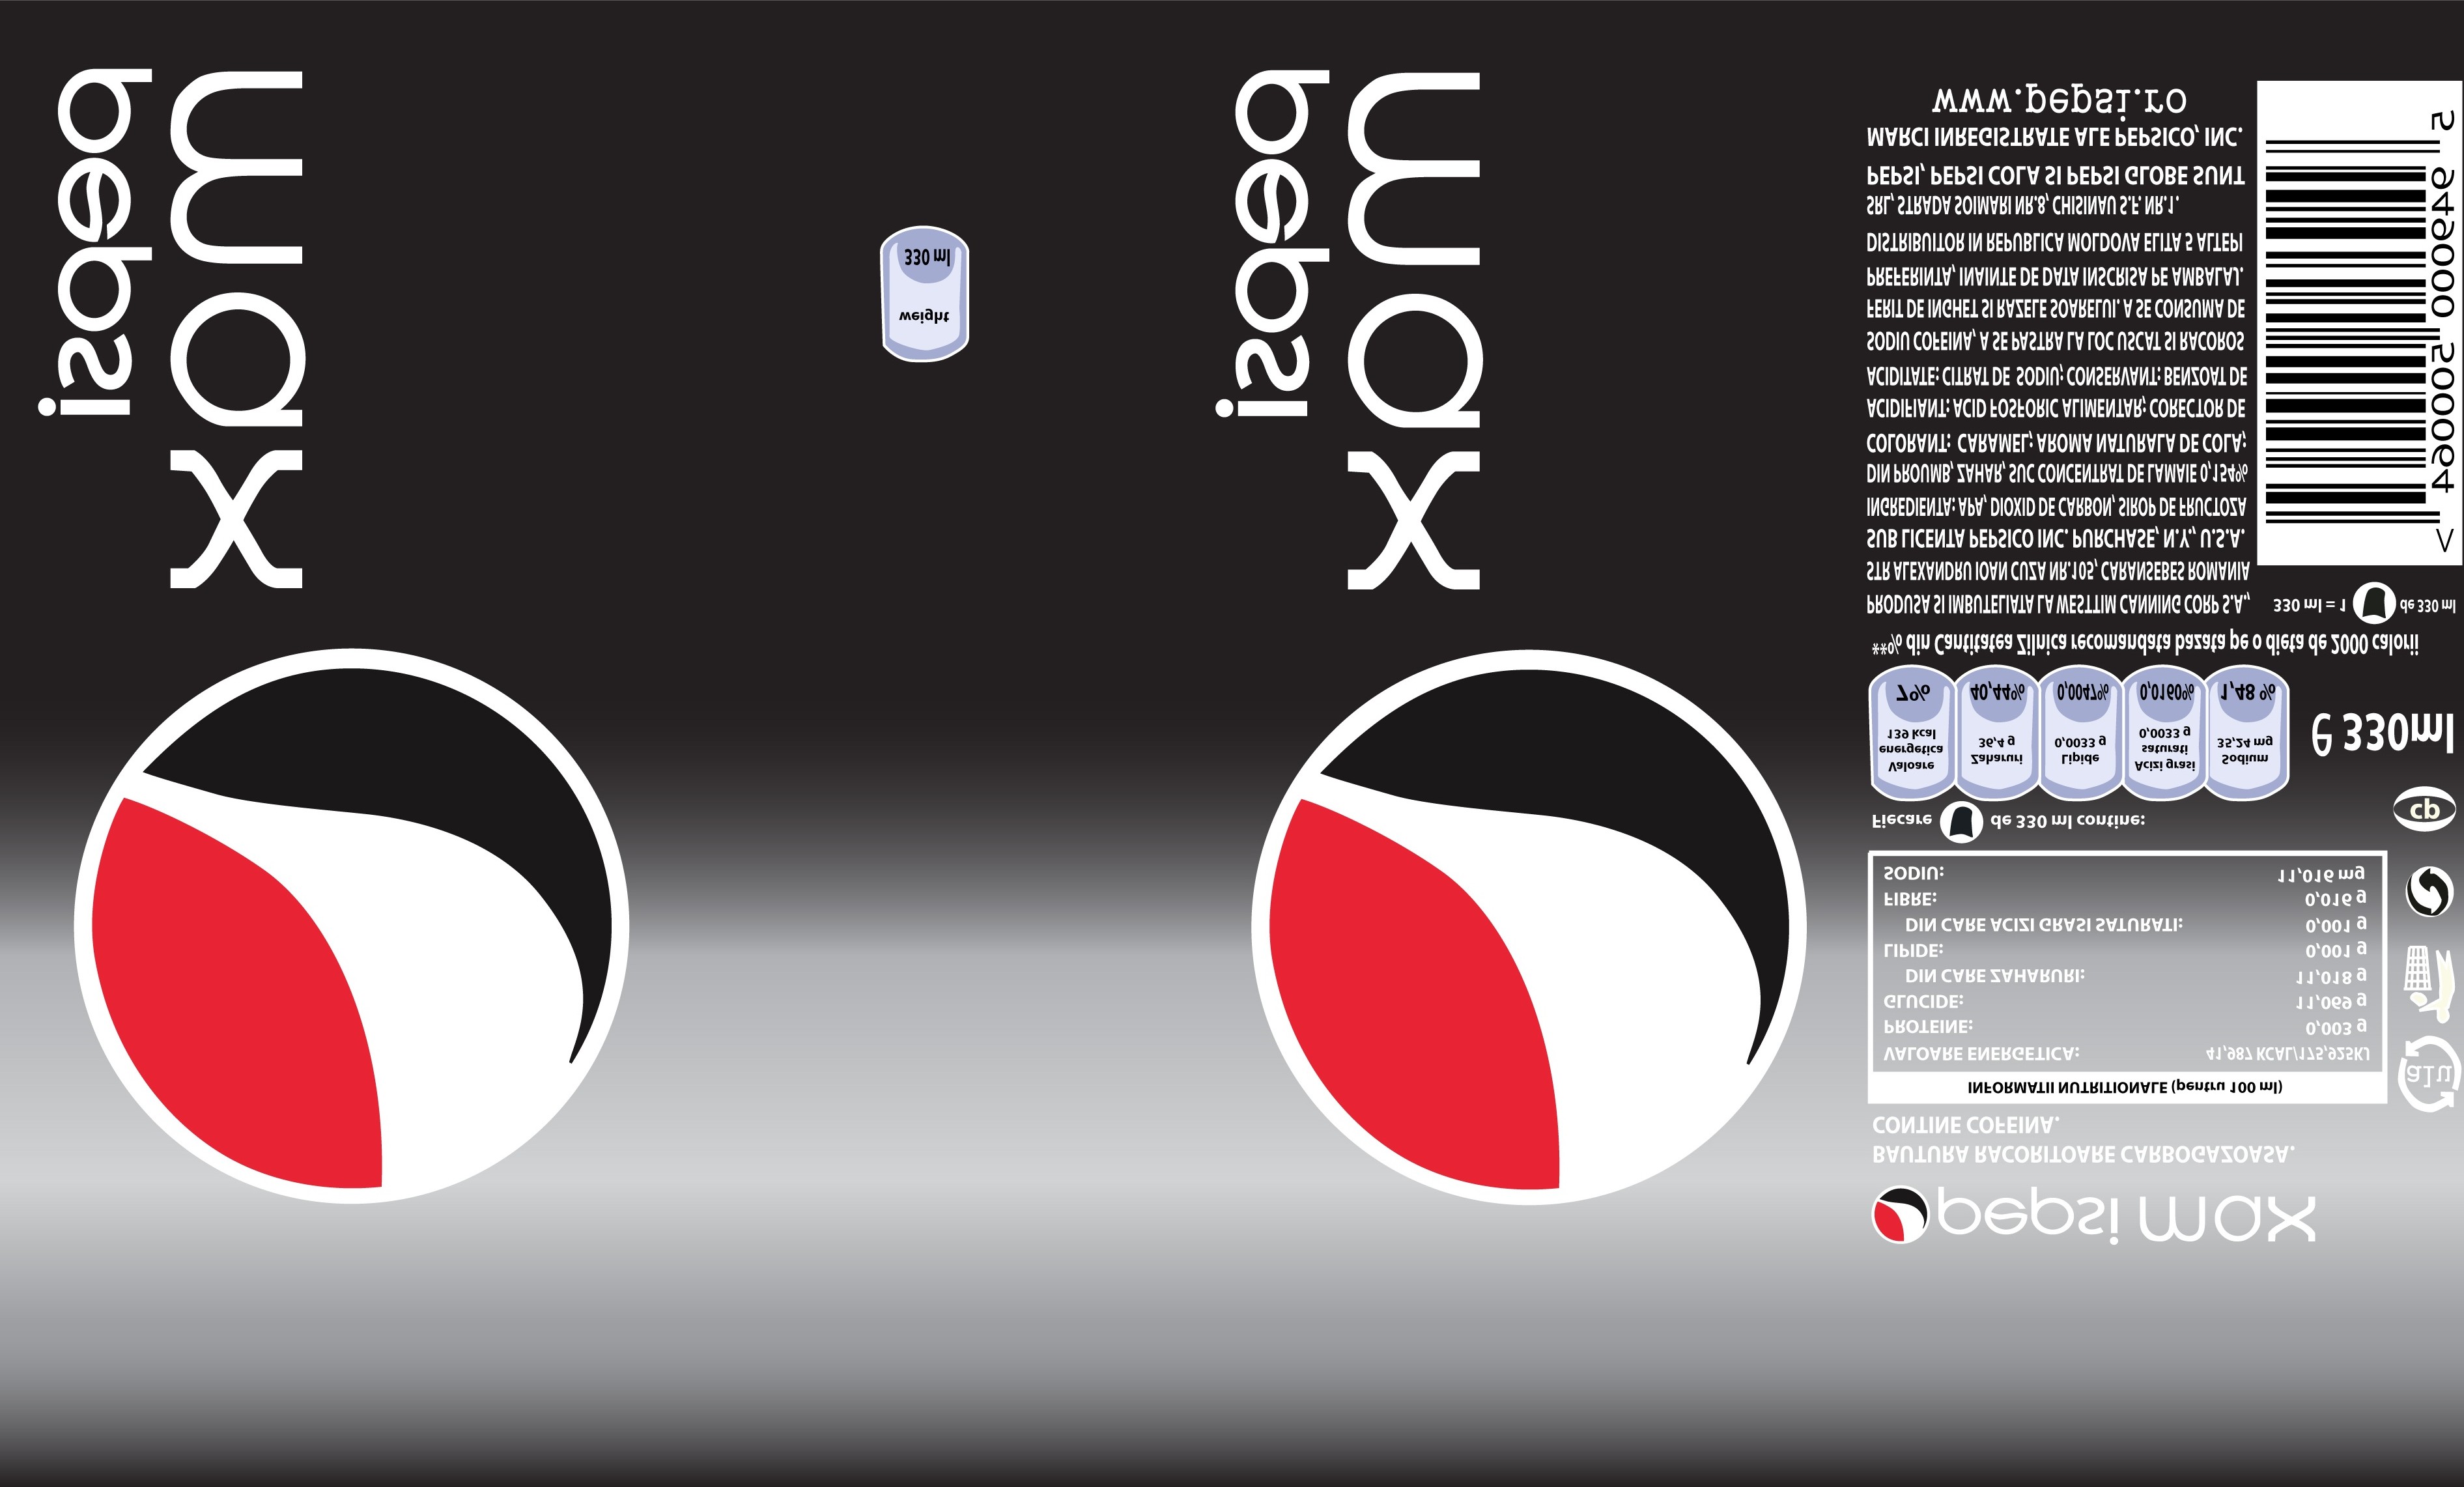 pepsi
max
pepsi
max
330 ml
weight
pepsi max
BAUTURA RACORITOARE CARBOGAZOASA.
CONTINE COFEINA.
INFORMATII NUTRITIONALE (pentru 100 ml)
VALOARE ENERGETICA: 41,987 KCAL/175,925KJ
PROTEINE: 0,003 g
GLUCIDE: 11,069 g
DIN CARE ZAHARURI: 11,018 g
LIPIDE: 0,001 g
DIN CARE ACIZI GRASI SATURATI: 0,001 g
FIBRE: 0,016 g
SODIU: 11,016 mg
alu
cp
e 330ml
Fiecare de 330 ml contine:
Valoare
energetica
139 kcal
7%
Zaharuri
36,4 g
40,44%
Lipide
0,0033 g
0,0047%
Acizi grasi
saturati
0,0033 g
0,0160%
Sodium
35,24 mg
1,48 %
**% din Cantitatea Zilnica recomandata bazata pe o dieta de 2000 calorii
330 ml = 1 de 330 ml
PRODUSA SI IMBUTELIATA LA WESTTIM CANNING CORP S.A.,
STR ALEXANDRU IOAN CUZA NR.105, CARANSEBES ROMANIA
SUB LICENTA PEPSICO INC. PURCHASE, N.Y., U.S.A.
INGREDIENTA: APA, DIOXID DE CARBON, SIROP DE FRUCTOZA
DIN PROUMB, ZAHAR, SUC CONCENTRAT DE LAMAIE 0,154%
COLORANT: CARAMEL; AROMA NATURALA DE COLA;
ACIDIFIANT: ACID FOSFORIC ALIMENTAR; CORECTOR DE
ACIDITATE: CITRAT DE SODIU; CONSERVANT: BENZOAT DE
SODIU COFEINA, A SE PASTRA LA LOC USCAT SI RACOROS
FERIT DE INGHET SI RAZELE SOARELUI. A SE CONSUMA DE
PREFERINTA, INAINTE DE DATA INSCRISA PE AMBALAJ.
DISTRIBUITOR IN REPUBLICA MOLDOVA ELITA 5 ALTEPI
SRL, STRADA SOIMARI NR.8, CHISINAU S.F. NR.1.
PEPSI, PEPSI COLA SI PEPSI GLOBE SUNT
MARCI INREGISTRATE ALE PEPSICO, INC.
www.pepsi.ro
5 946000 500094 >